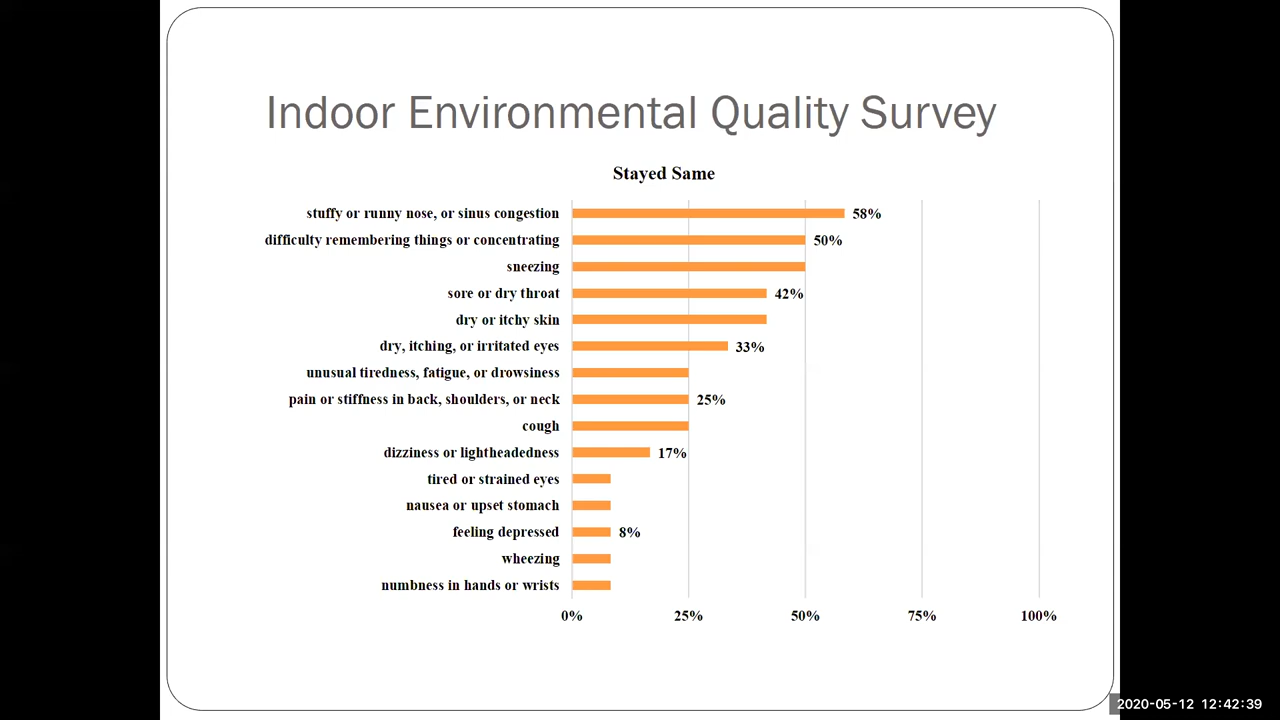 Indoor Environmental Quality Survey
Stayed Same
stuffy or runny nose, or sinus congestion 58%
difficulty remembering things or concentrating 50%
sneezing
sore or dry throat 42%
dry or itchy skin
dry, itching, or irritated eyes 33%
unusual tiredness, fatigue, or drowsiness
pain or stiffness in back, shoulders, or neck 25%
cough
dizziness or lightheadedness 17%
tired or strained eyes
nausea or upset stomach
feeling depressed 8%
wheezing
numbness in hands or wrists
0% 25% 50% 75% 100%
2020-05-12 12:42:39